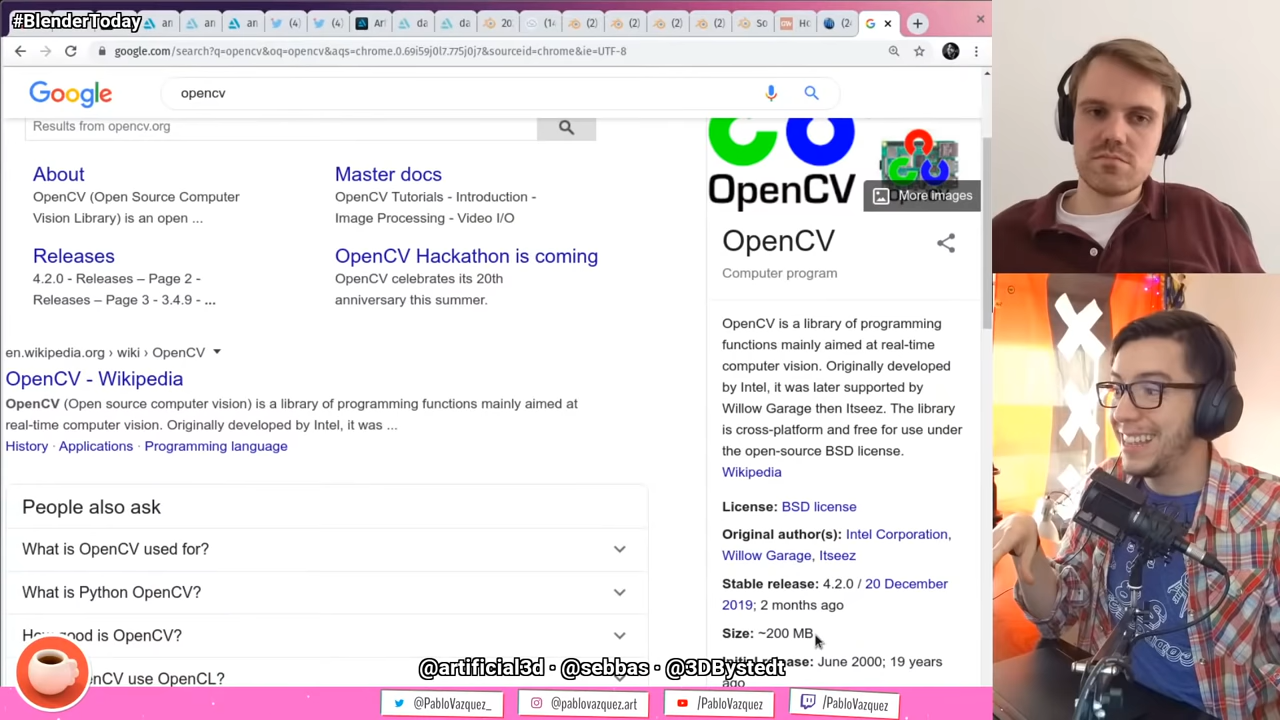 #BlenderToday
google.com/search?q=opencv&oq=opencv&aqs=chrome.0.69i59j0l7.775j0j7&sourceid=chrome&ie=UTF-8
Google
opencv
Results from opencv.org
About
OpenCV (Open Source Computer
Vision Library) is an open ...
Master docs
OpenCV Tutorials - Introduction -
Image Processing - Video I/O
Releases
4.2.0 - Releases – Page 2 -
Releases – Page 3 - 3.4.9 - ...
OpenCV Hackathon is coming
OpenCV celebrates its 20th
anniversary this summer.
en.wikipedia.org › wiki › OpenCV
OpenCV - Wikipedia
OpenCV (Open source computer vision) is a library of programming functions mainly aimed at
real-time computer vision. Originally developed by Intel, it was ...
History · Applications · Programming language
People also ask
What is OpenCV used for?
What is Python OpenCV?
How good is OpenCV?
CV use OpenCL?
OpenCV
More images
OpenCV
Computer program
OpenCV is a library of programming
functions mainly aimed at real-time
computer vision. Originally developed
by Intel, it was later supported by
Willow Garage then Itseez. The library
is cross-platform and free for use under
the open-source BSD license.
Wikipedia
License: BSD license
Original author(s): Intel Corporation,
Willow Garage, Itseez
Stable release: 4.2.0 / 20 December
2019; 2 months ago
Size: ~200 MB
Initial release: June 2000; 19 years
ago
@artificial3d · @sebbas · @3DBystedt
@PabloVazquez_
@pablovazquez.art
/PabloVazquez
/PabloVazquez